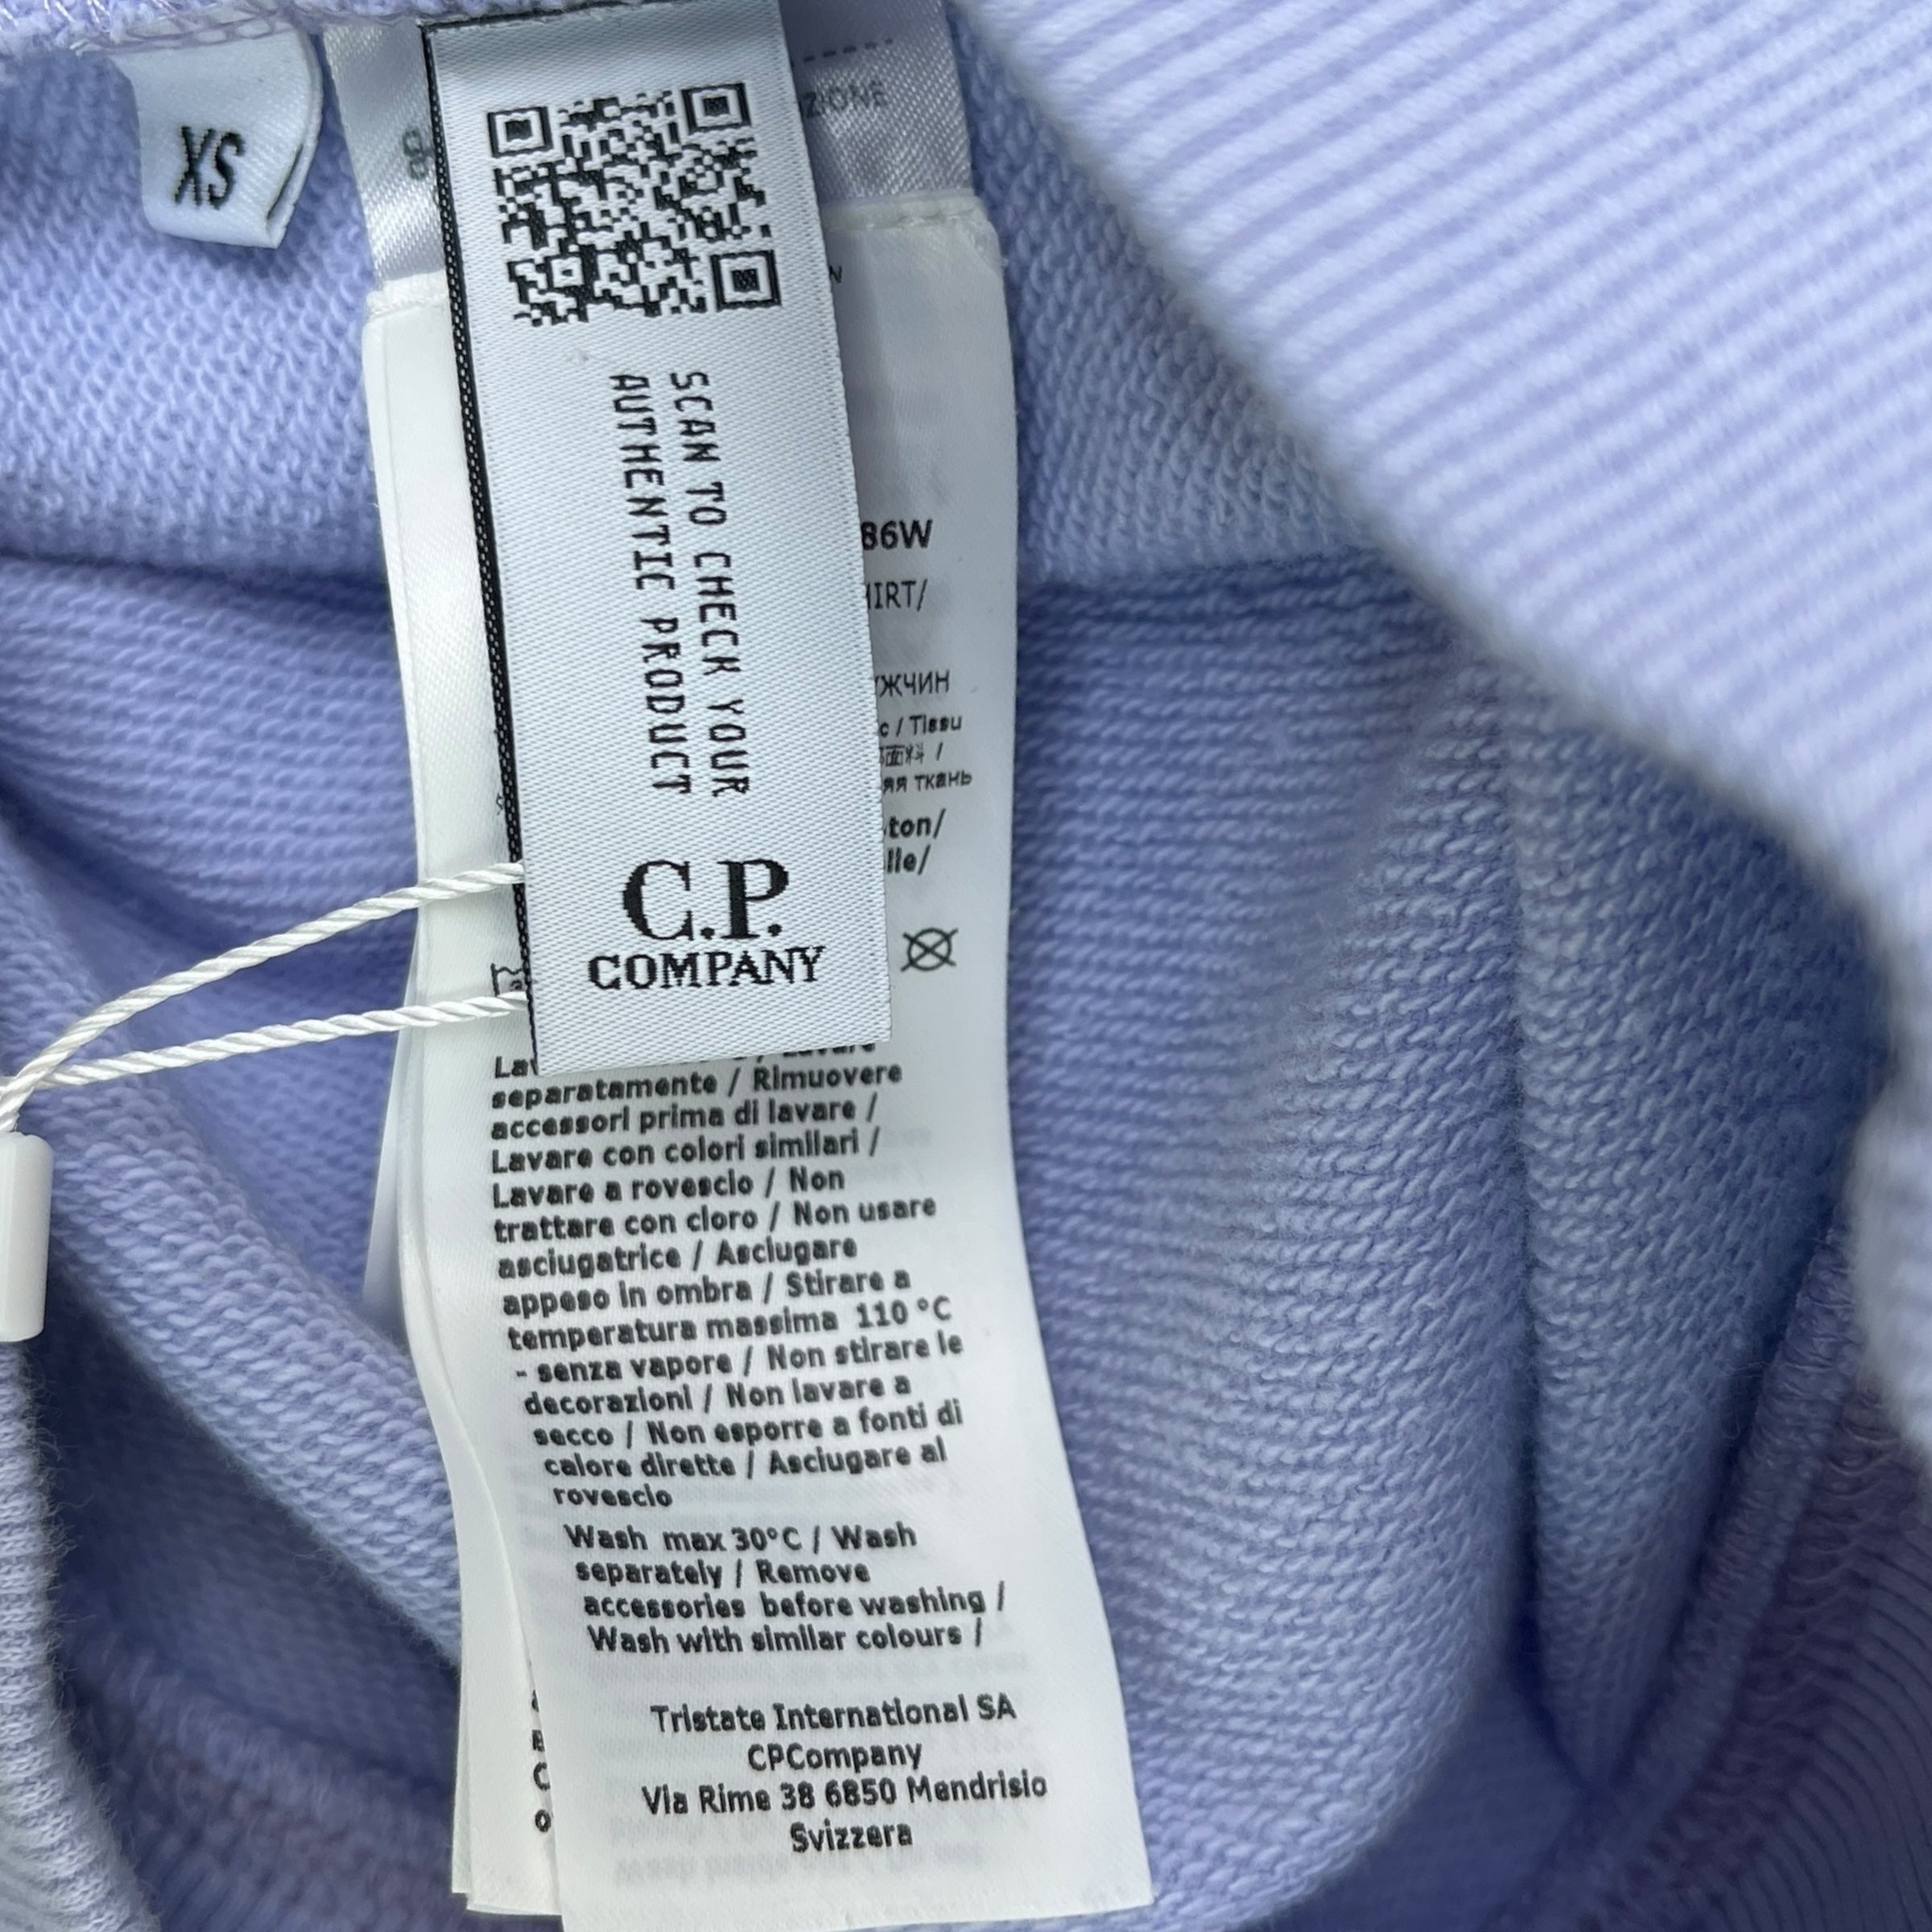 XS
SCAN TO CHECK YOUR
AUTHENTIC PRODUCT
C.P.
COMPANY
86W
/ Tissu
面料 /
ткань
separatamente / Rimuovere
accessori prima di lavare /
Lavare con colori similari /
Lavare a rovescio / Non
trattare con cloro / Non usare
asciugatrice / Asciugare
appeso in ombra / Stirare a
temperatura massima 110 °C
- senza vapore / Non stirare le
decorazioni / Non lavare a
secco / Non esporre a fonti di
calore dirette / Asciugare al
rovescio
Wash max 30°C / Wash
separately / Remove
accessories before washing /
Wash with similar colours /
Tristate International SA
CPCompany
Via Rime 38 6850 Mendrisio
Svizzera